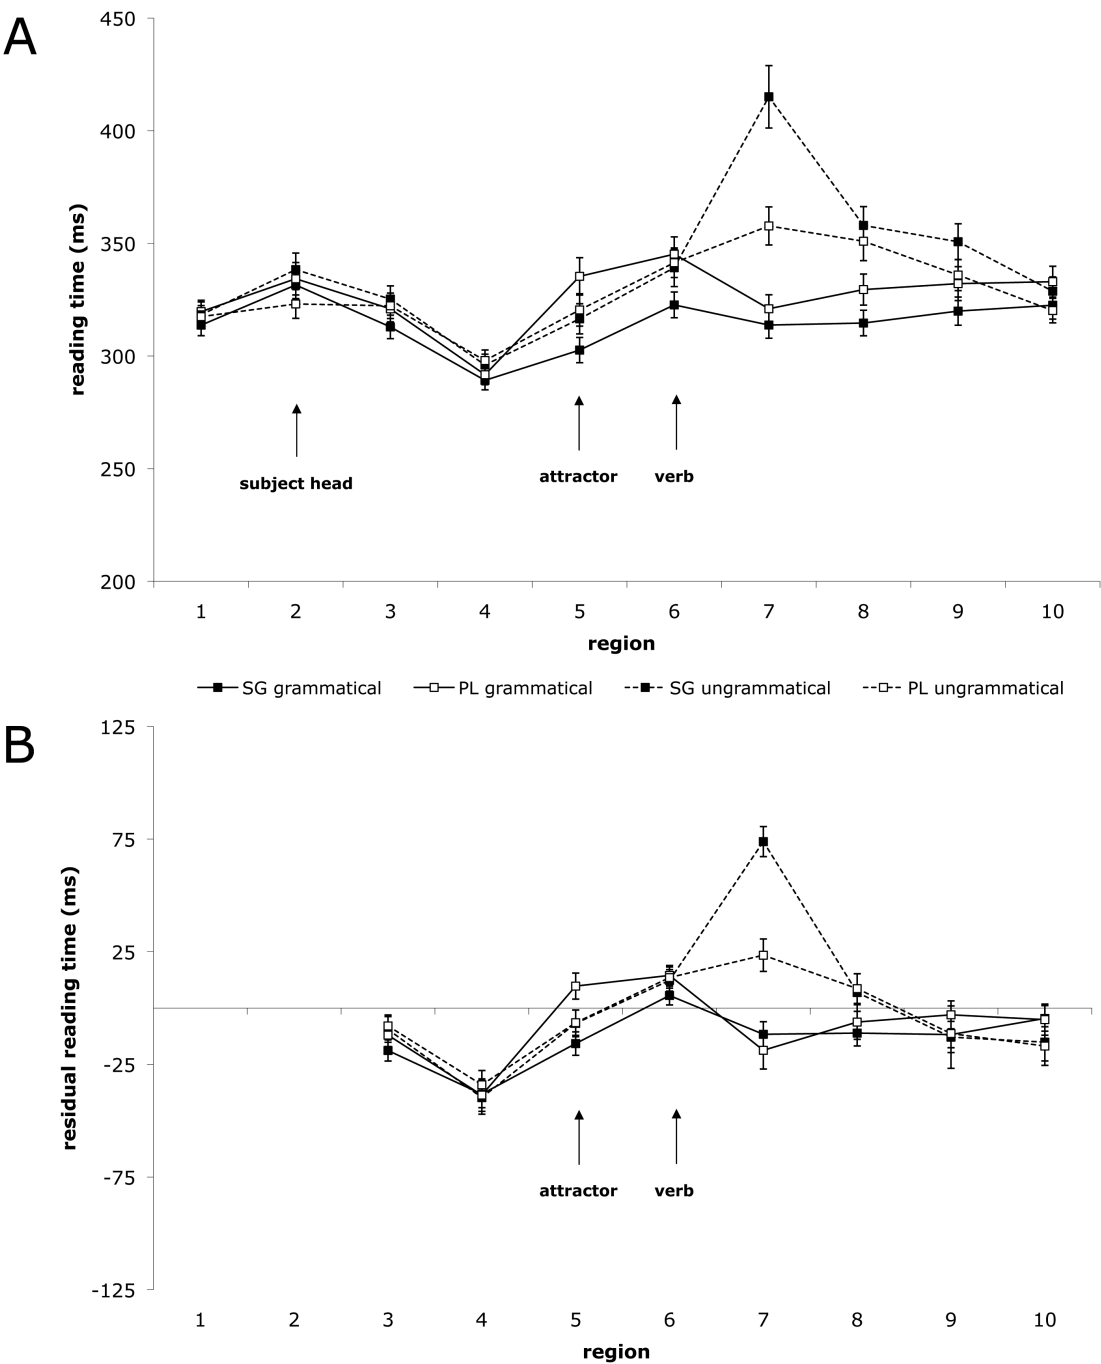 A
450
400
350
300
250
200
reading time (ms)
subject head
attractor
verb
1 2 3 4 5 6 7 8 9 10
region
SG grammatical PL grammatical SG ungrammatical PL ungrammatical
B
125
75
25
-25
-75
-125
residual reading time (ms)
attractor
verb
1 2 3 4 5 6 7 8 9 10
region